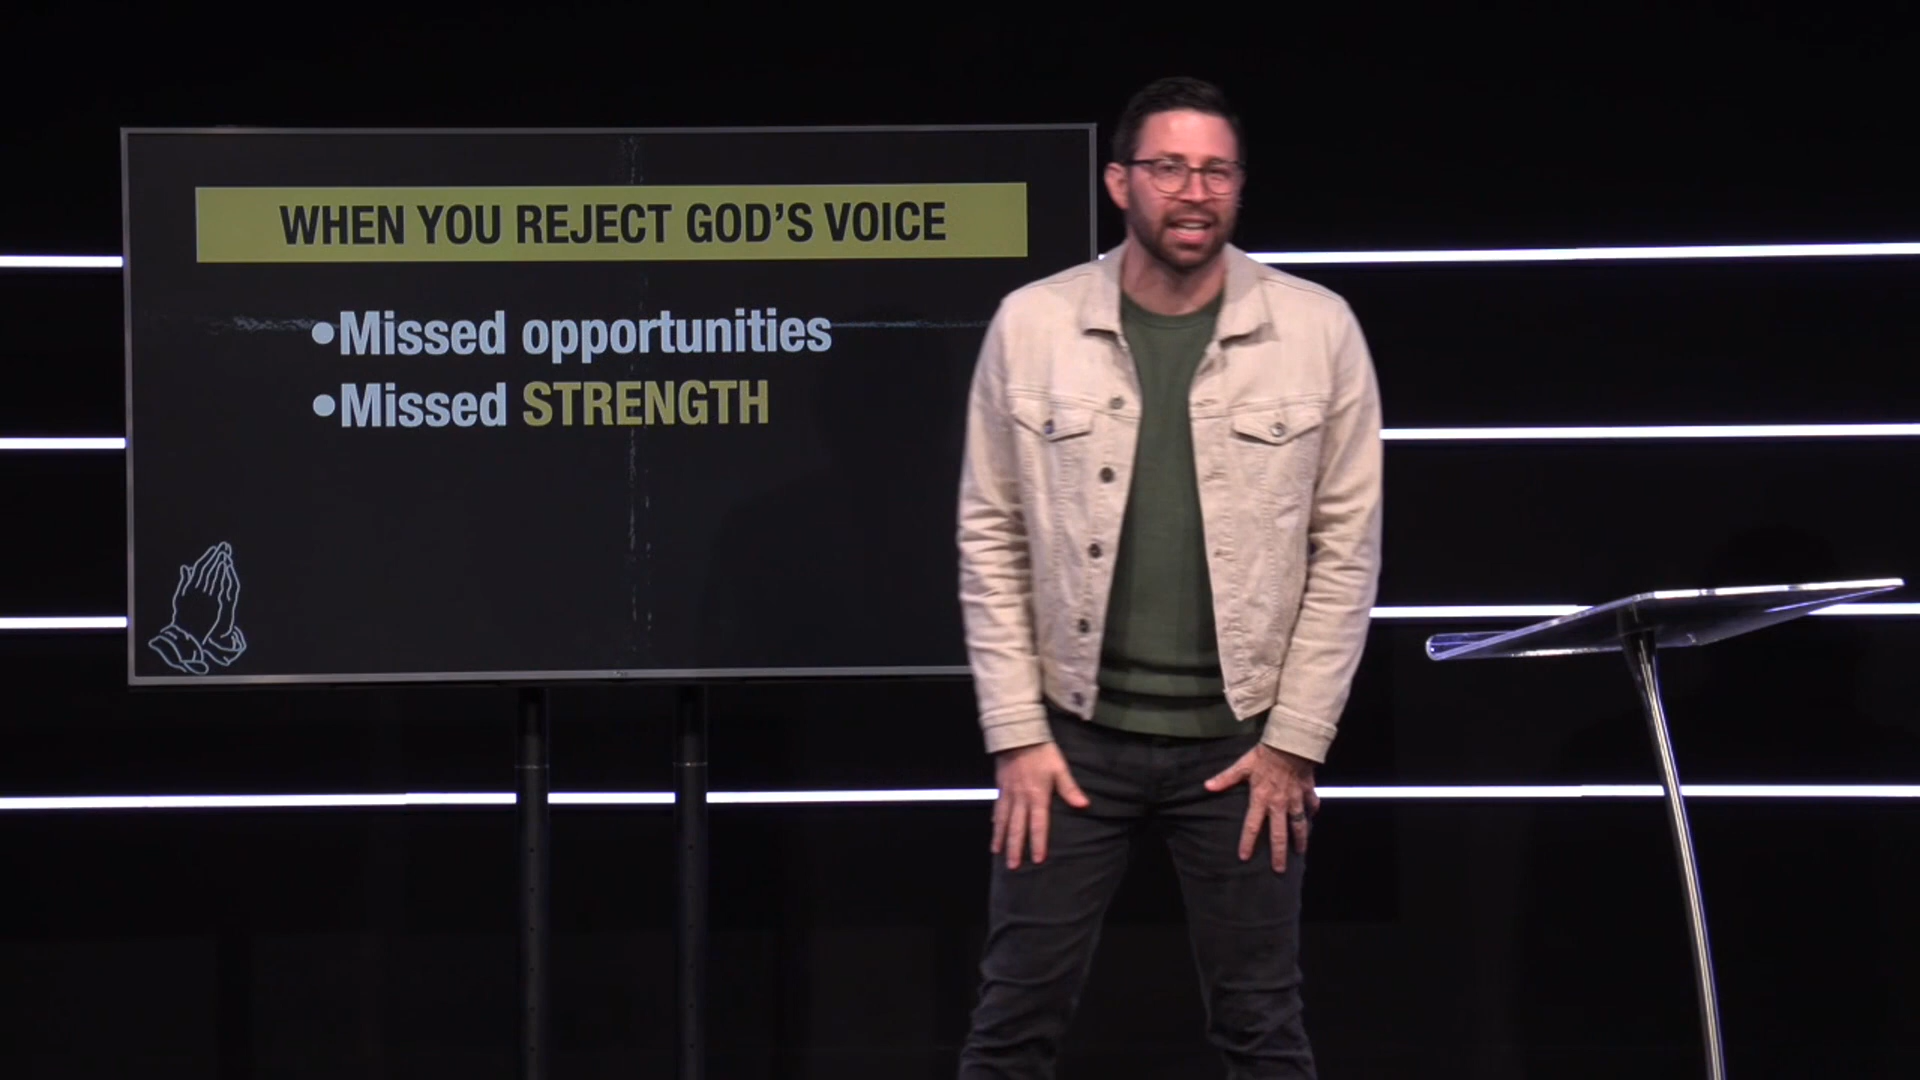 WHEN YOU REJECT GOD'S VOICE
•Missed opportunities
•Missed STRENGTH